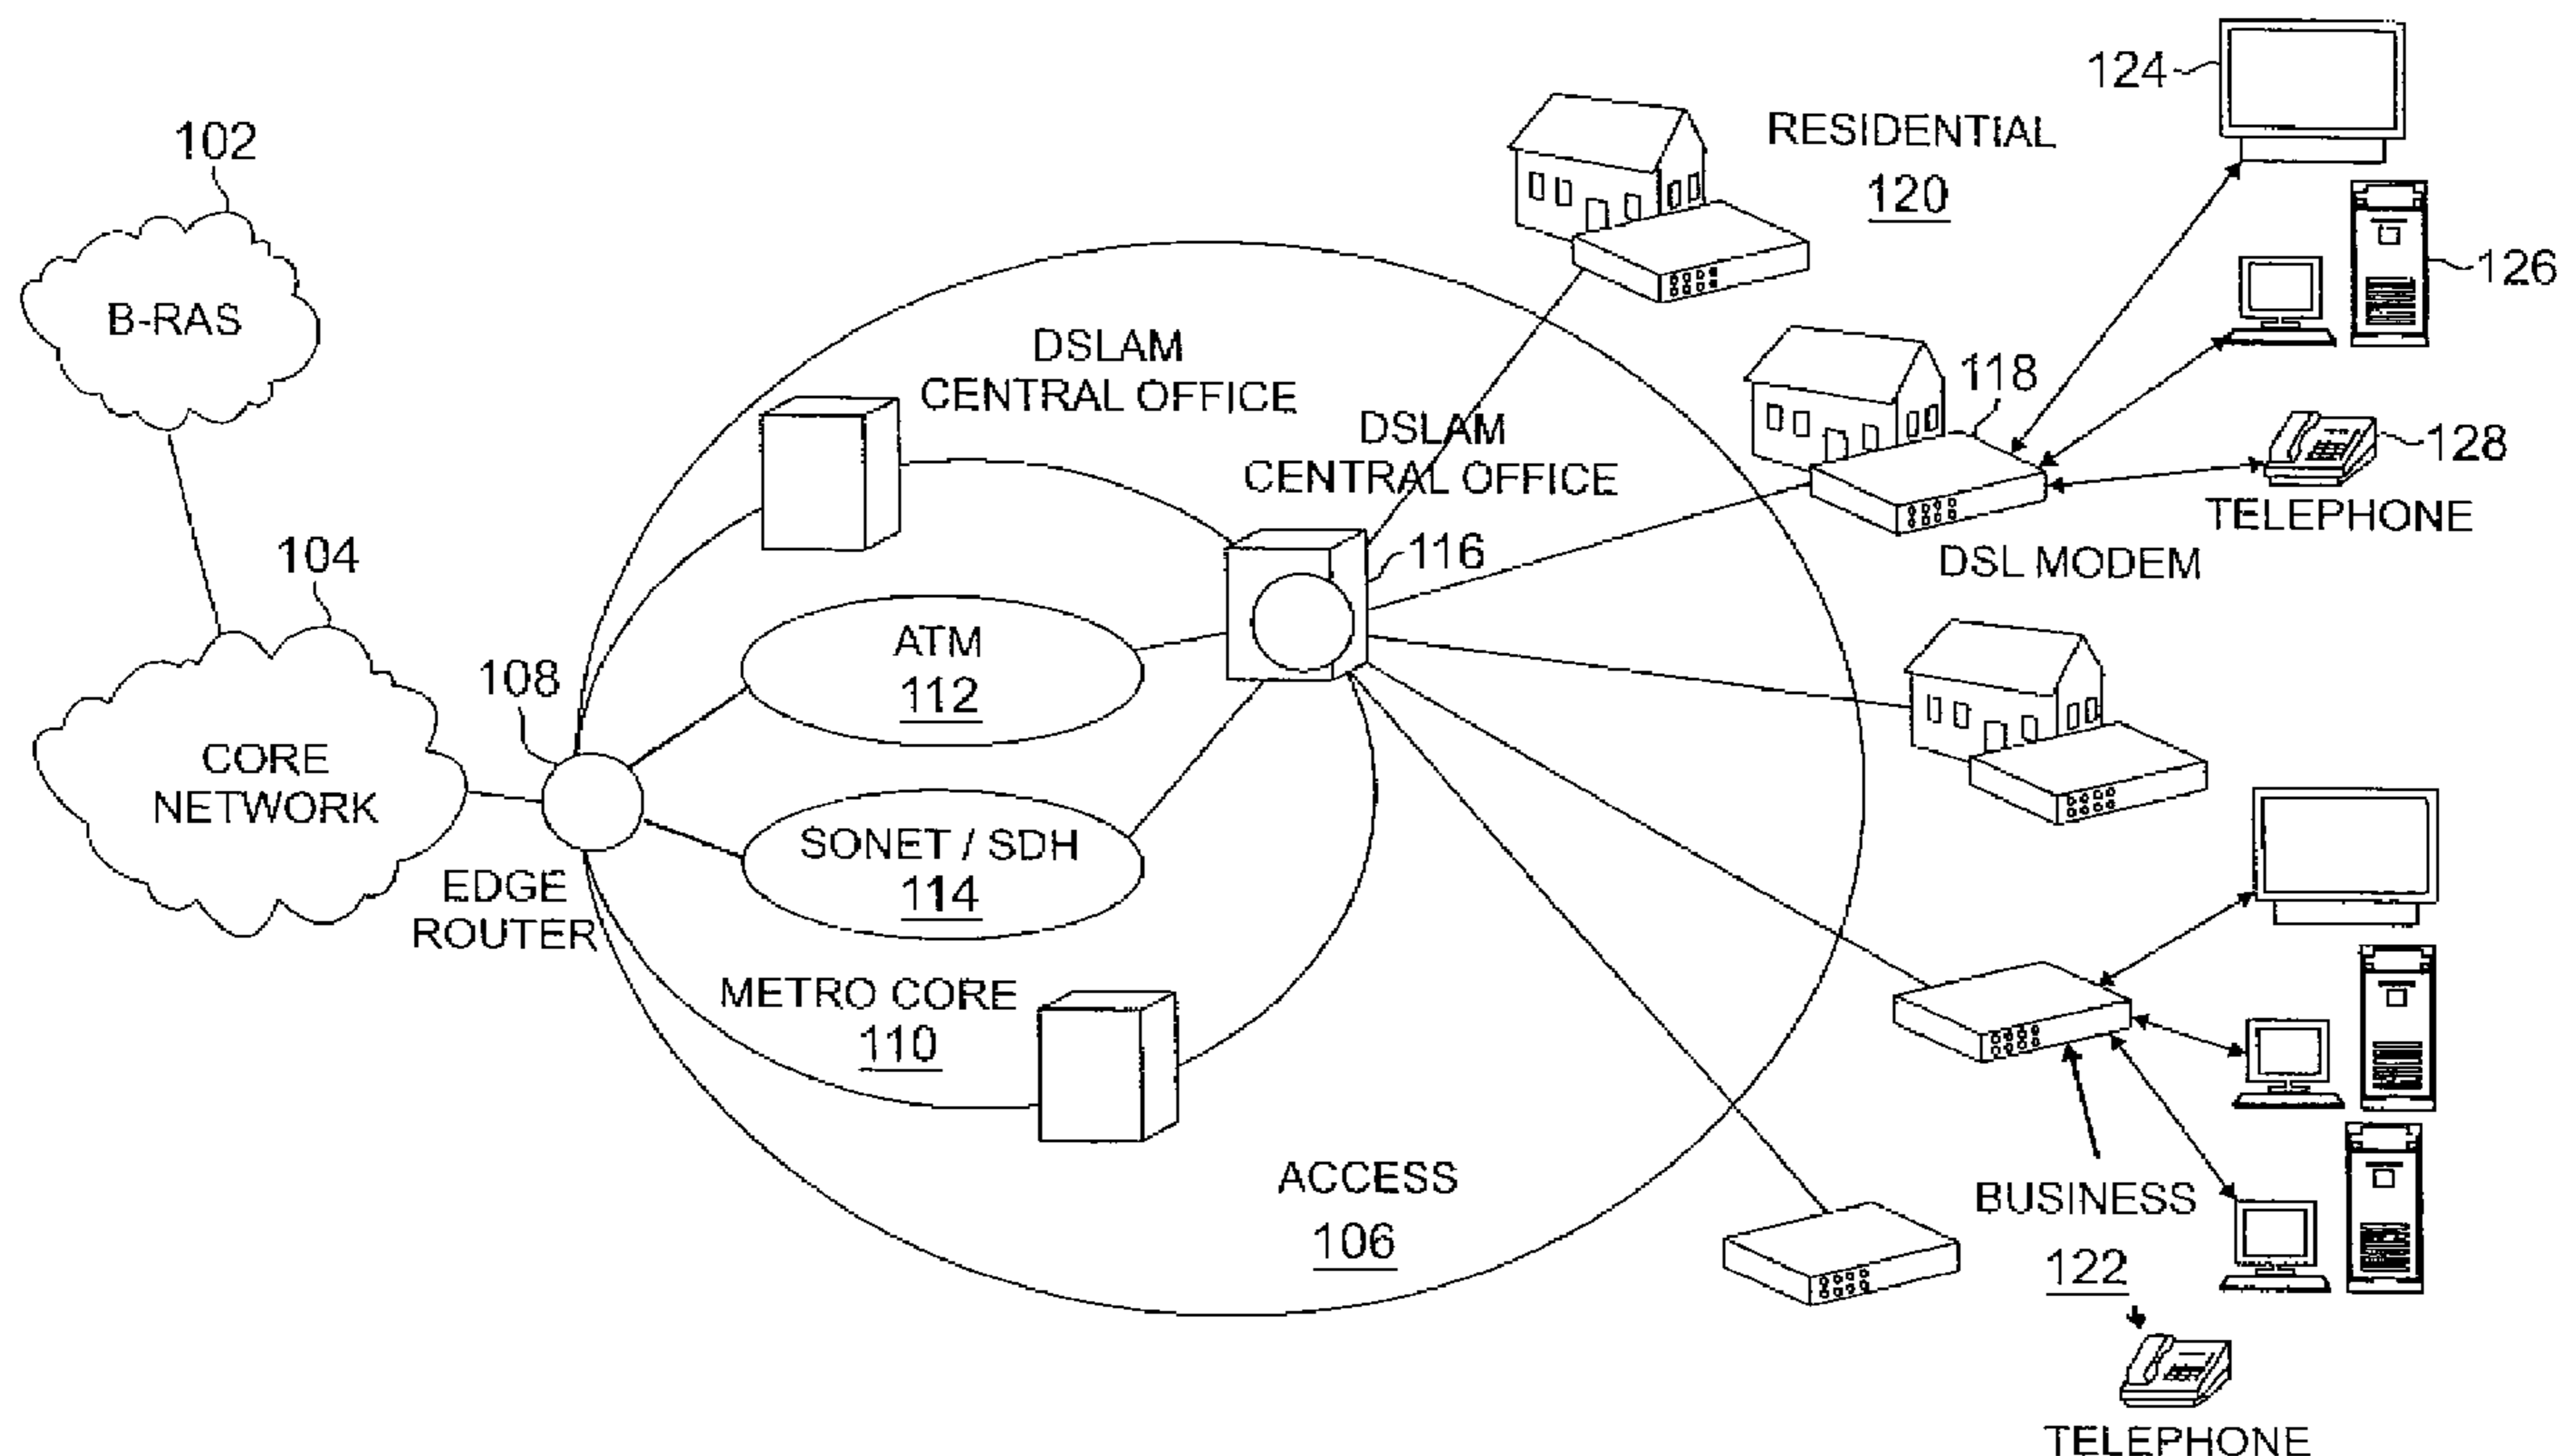 102
B-RAS
104
CORE
NETWORK
108
EDGE
ROUTER
DSLAM
CENTRAL OFFICE
DSLAM
CENTRAL OFFICE
116
ATM
112
SONET / SDH
114
METRO CORE
110
ACCESS
106
RESIDENTIAL
120
118
DSL MODEM
124
126
128
TELEPHONE
BUSINESS
122
TELEPHONE